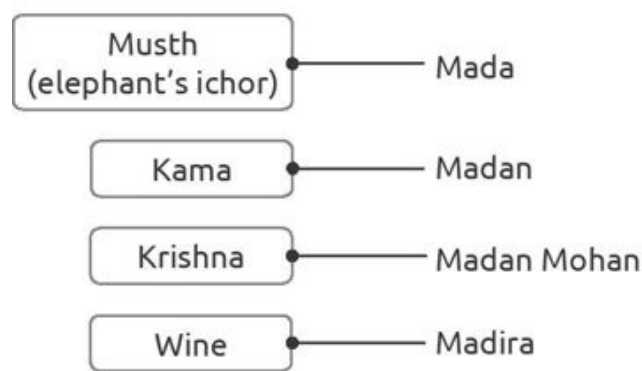 Musth
(elephant's ichor)
Mada
Kama
Madan
Krishna
Madan Mohan
Wine
Madira